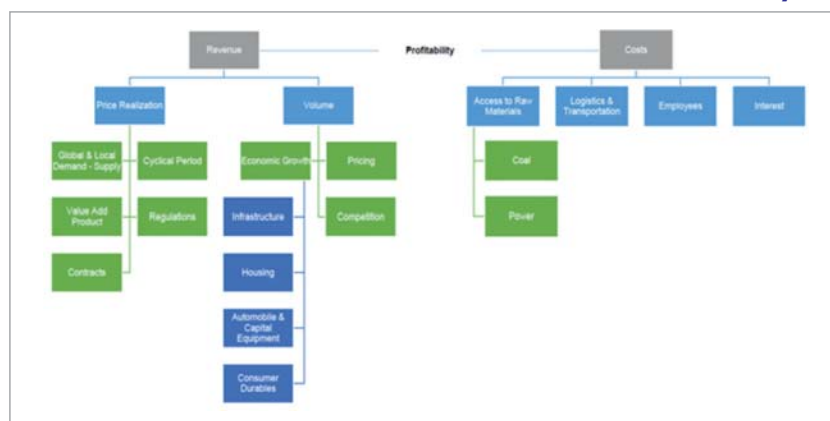 Revenue
Profitability
Costs
Price Realization
Volume
Access to Raw
Materials
Logistics &
Transportation
Employees
Interest
Global & Local
Demand - Supply
Cyclical Period
Economic Growth
Pricing
Coal
Value Add
Product
Regulations
Infrastructure
Competition
Power
Contracts
Housing
Automobile &
Capital
Equipment
Consumer
Durables